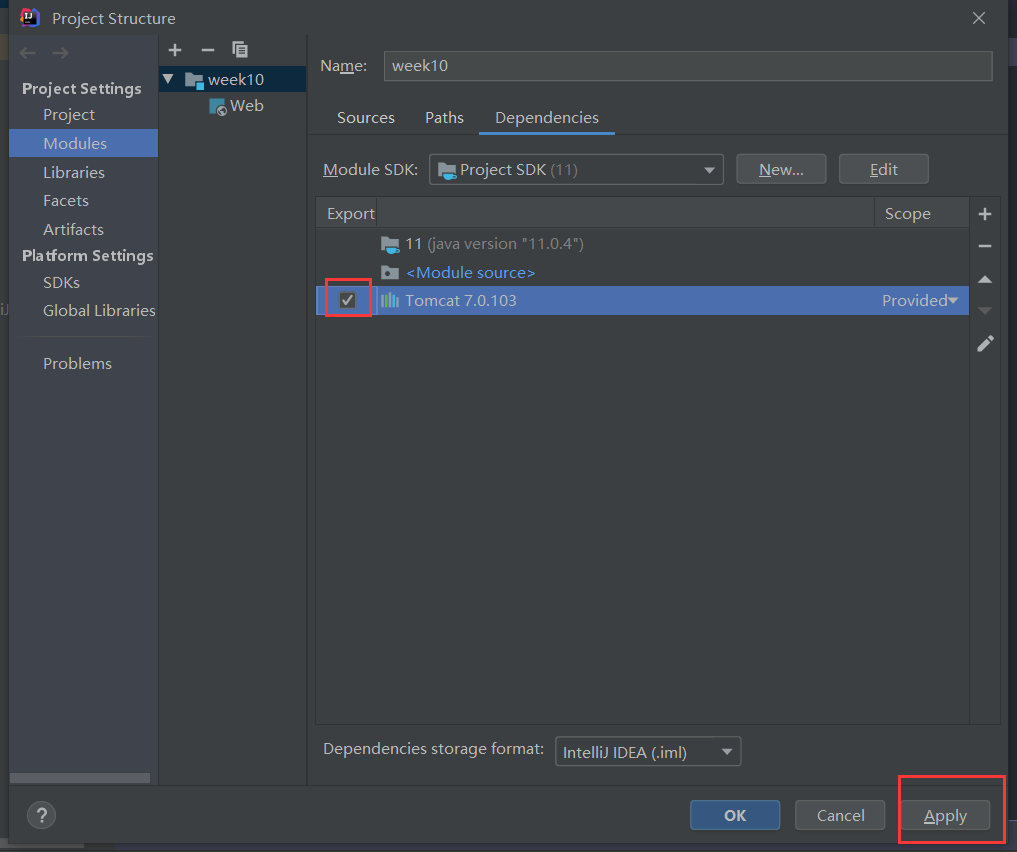 Project Structure
Project Settings
Project
Modules
Libraries
Facets
Artifacts
Platform Settings
SDKs
Global Libraries
Problems
week10
Web
Name: week10
Sources Paths Dependencies
Module SDK: Project SDK (11) New... Edit
Export Scope
11 (java version "11.0.4")
<Module source>
Tomcat 7.0.103 Provided
Dependencies storage format: IntelliJ IDEA (.iml)
? OK Cancel Apply